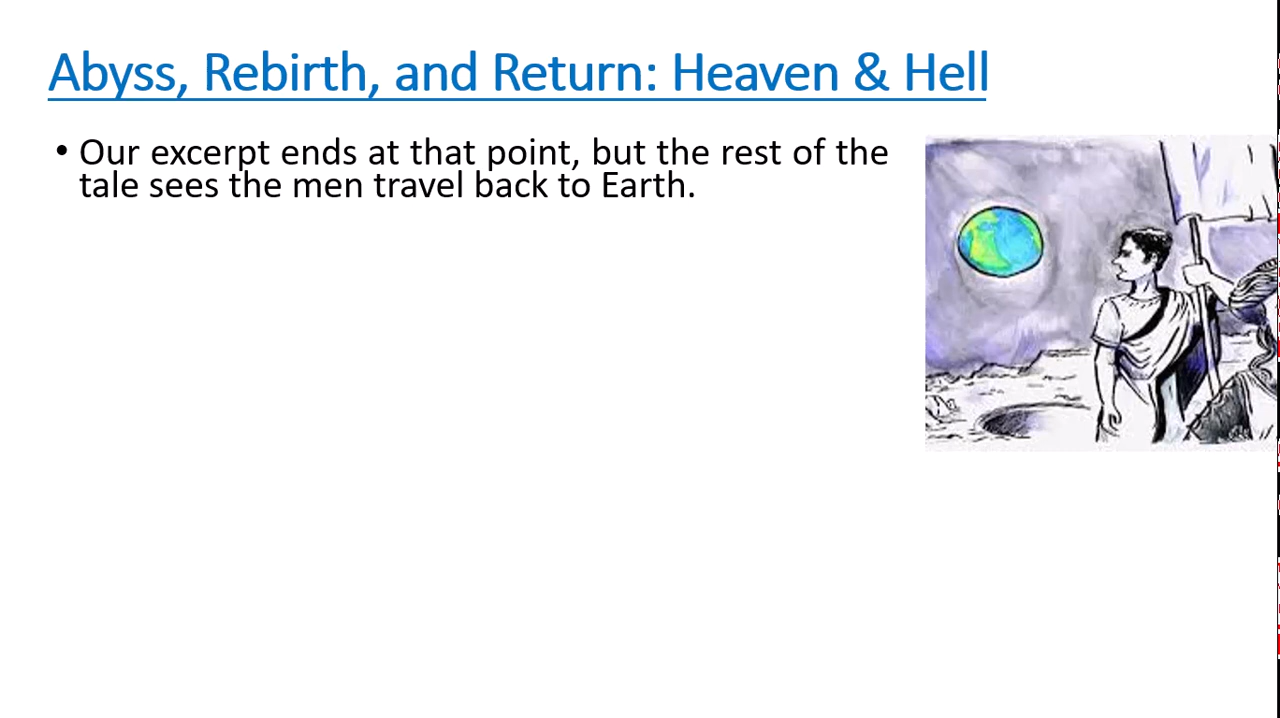 Abyss, Rebirth, and Return: Heaven & Hell
• Our excerpt ends at that point, but the rest of the
tale sees the men travel back to Earth.